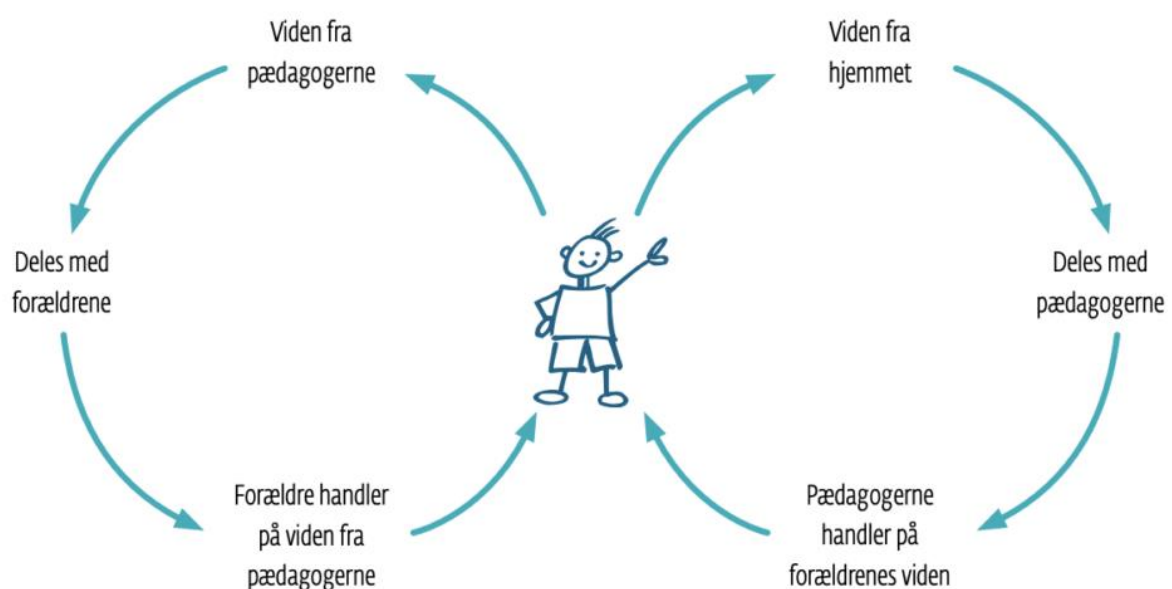 Viden fra
pædagogerne
Deles med
forældrene
Forældre handler
på viden fra
pædagogerne
Viden fra
hjemmet
Deles med
pædagogerne
Pædagogerne
handler på
forældrenes viden